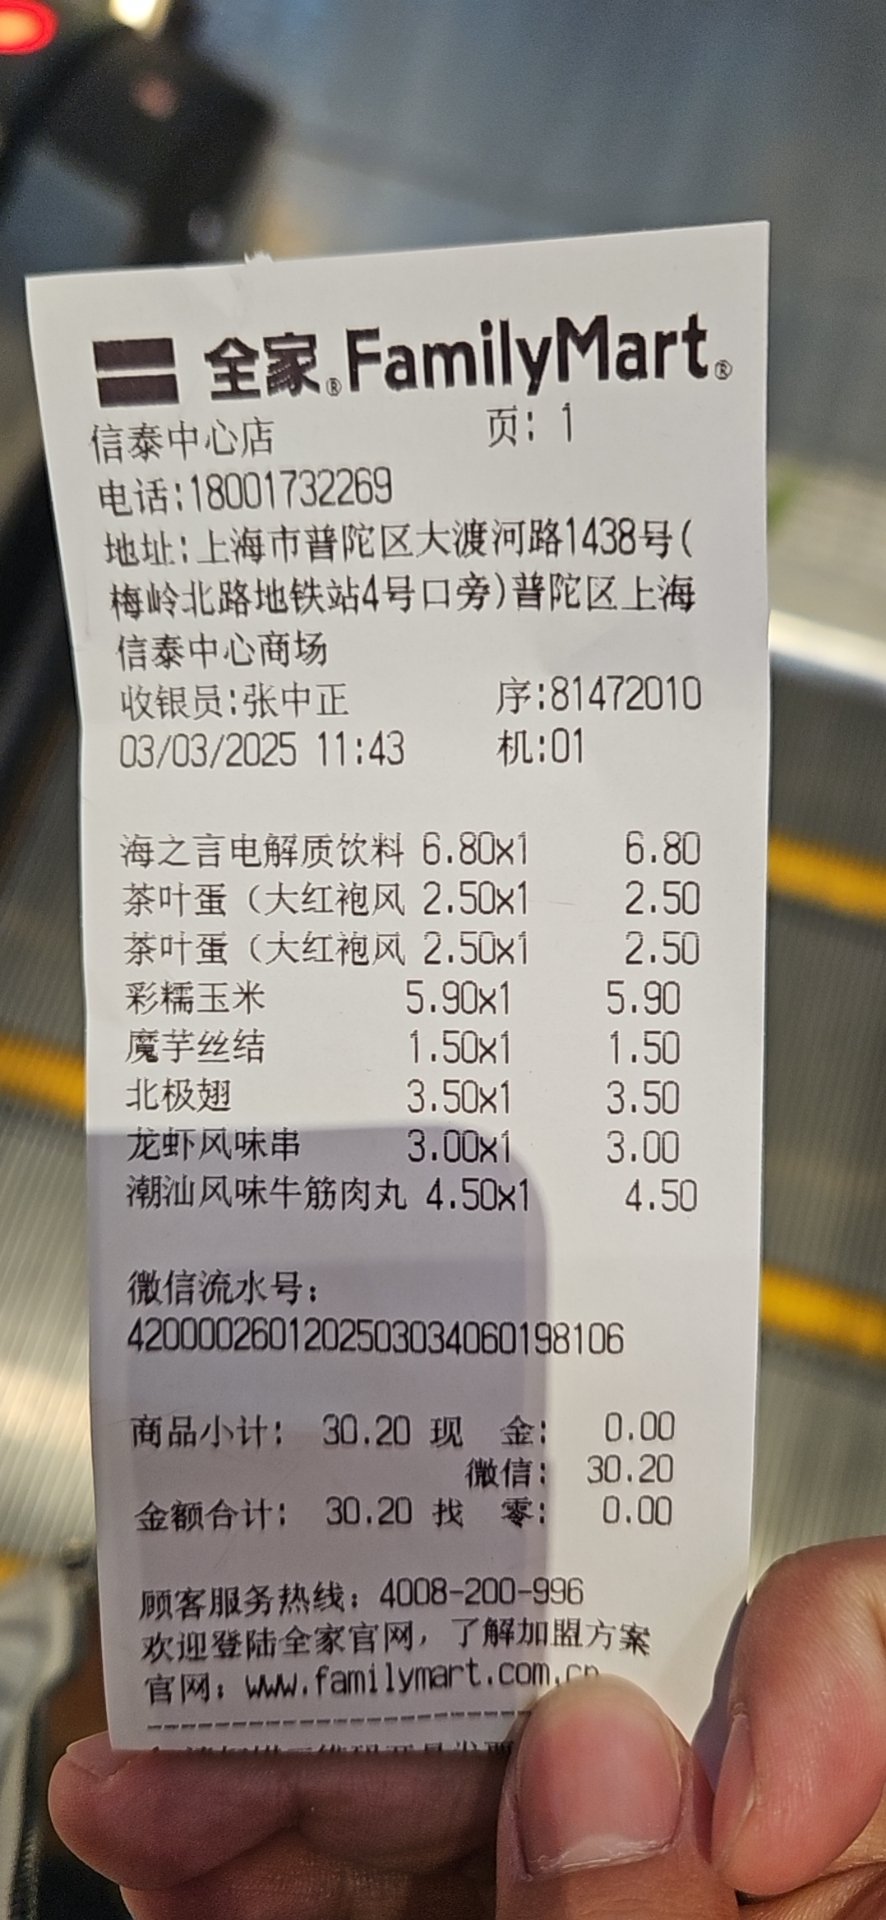 全家® FamilyMart®
信泰中心店 页: 1
电话:18001732269
地址:上海市普陀区大渡河路1438号(
梅岭北路地铁站4号口旁)普陀区上海
信泰中心商场
收银员:张中正 序:81472010
03/03/2025 11:43 机:01
海之言电解质饮料 6.80x1 6.80
茶叶蛋（大红袍风 2.50x1 2.50
茶叶蛋（大红袍风 2.50x1 2.50
彩糯玉米 5.90x1 5.90
魔芋丝结 1.50x1 1.50
北极翅 3.50x1 3.50
龙虾风味串 3.00x1 3.00
潮汕风味牛筋肉丸 4.50x1 4.50
微信流水号:
4200002601202503034060198106
商品小计: 30.20 现 金: 0.00
微信: 30.20
金额合计: 30.20 找 零: 0.00
顾客服务热线: 4008-200-996
欢迎登陆全家官网，了解加盟方案
官网: www.familymart.com.cn